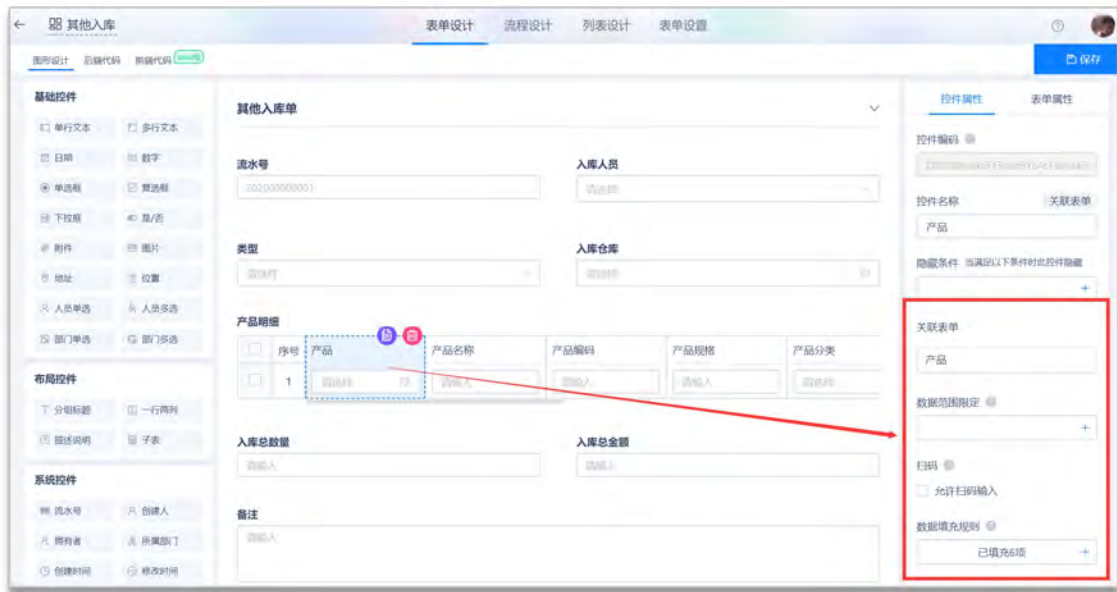 其他入库
表单设计 流程设计 列表设计 表单设置
图形设计 后端代码 前端代码
保存
基础控件
单行文本 多行文本
日期 数字
单选框 复选框
下拉框 是/否
附件 图片
地址 位置
人员单选 人员多选
部门单选 部门多选
布局控件
分组标题 一行两列
描述说明 子表
系统控件
流水号 创建人
拥有者 所属部门
创建时间 修改时间
其他入库单
流水号 入库人员
202000000001 请选择
类型 入库仓库
请选择 请选择
产品明细
序号 产品 产品名称 产品编码 产品规格 产品分类
1 请选择 请输入 请输入 请输入 请选择
入库总数量 入库总金额
请输入 请输入
备注
请输入
控件属性 表单属性
控件编码
控件名称 关联表单
产品
隐藏条件 当满足以下条件时此控件隐藏
关联表单
产品
数据范围限定
扫码
允许扫码输入
数据填充规则
已填充6项